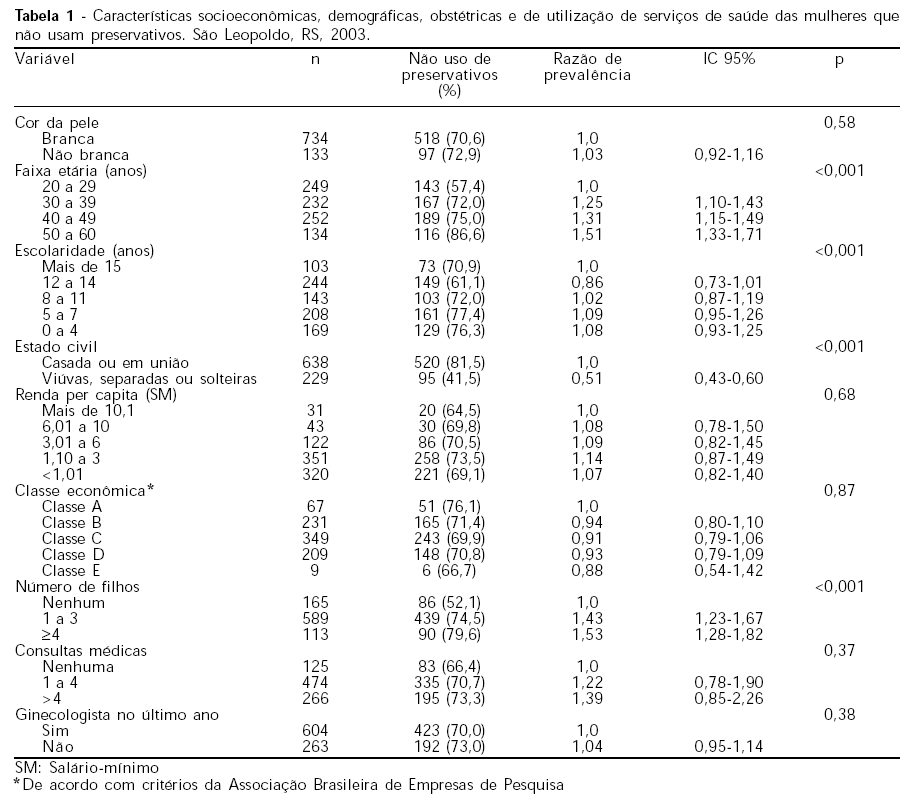 Tabela 1 - Características socioeconômicas, demográficas, obstétricas e de utilização de serviços de saúde das mulheres que
não usam preservativos. São Leopoldo, RS, 2003.
Variável n Não uso de preservativos (%) Razão de prevalência IC 95% p
Cor da pele 0,58
Branca 734 518 (70,6) 1,0
Não branca 133 97 (72,9) 1,03 0,92-1,16
Faixa etária (anos) <0,001
20 a 29 249 143 (57,4) 1,0
30 a 39 232 167 (72,0) 1,25 1,10-1,43
40 a 49 252 189 (75,0) 1,31 1,15-1,49
50 a 60 134 116 (86,6) 1,51 1,33-1,71
Escolaridade (anos) <0,001
Mais de 15 103 73 (70,9) 1,0
12 a 14 244 149 (61,1) 0,86 0,73-1,01
8 a 11 143 103 (72,0) 1,02 0,87-1,19
5 a 7 208 161 (77,4) 1,09 0,95-1,26
0 a 4 169 129 (76,3) 1,08 0,93-1,25
Estado civil <0,001
Casada ou em união 638 520 (81,5) 1,0
Viúvas, separadas ou solteiras 229 95 (41,5) 0,51 0,43-0,60
Renda per capita (SM) 0,68
Mais de 10,1 31 20 (64,5) 1,0
6,01 a 10 43 30 (69,8) 1,08 0,78-1,50
3,01 a 6 122 86 (70,5) 1,09 0,82-1,45
1,10 a 3 351 258 (73,5) 1,14 0,87-1,49
<1,01 320 221 (69,1) 1,07 0,82-1,40
Classe econômica* 0,87
Classe A 67 51 (76,1) 1,0
Classe B 231 165 (71,4) 0,94 0,80-1,10
Classe C 349 243 (69,9) 0,91 0,79-1,06
Classe D 209 148 (70,8) 0,93 0,79-1,09
Classe E 9 6 (66,7) 0,88 0,54-1,42
Número de filhos <0,001
Nenhum 165 86 (52,1) 1,0
1 a 3 589 439 (74,5) 1,43 1,23-1,67
≥4 113 90 (79,6) 1,53 1,28-1,82
Consultas médicas 0,37
Nenhuma 125 83 (66,4) 1,0
1 a 4 474 335 (70,7) 1,22 0,78-1,90
>4 266 195 (73,3) 1,39 0,85-2,26
Ginecologista no último ano 0,38
Sim 604 423 (70,0) 1,0
Não 263 192 (73,0) 1,04 0,95-1,14
SM: Salário-mínimo
*De acordo com critérios da Associação Brasileira de Empresas de Pesquisa